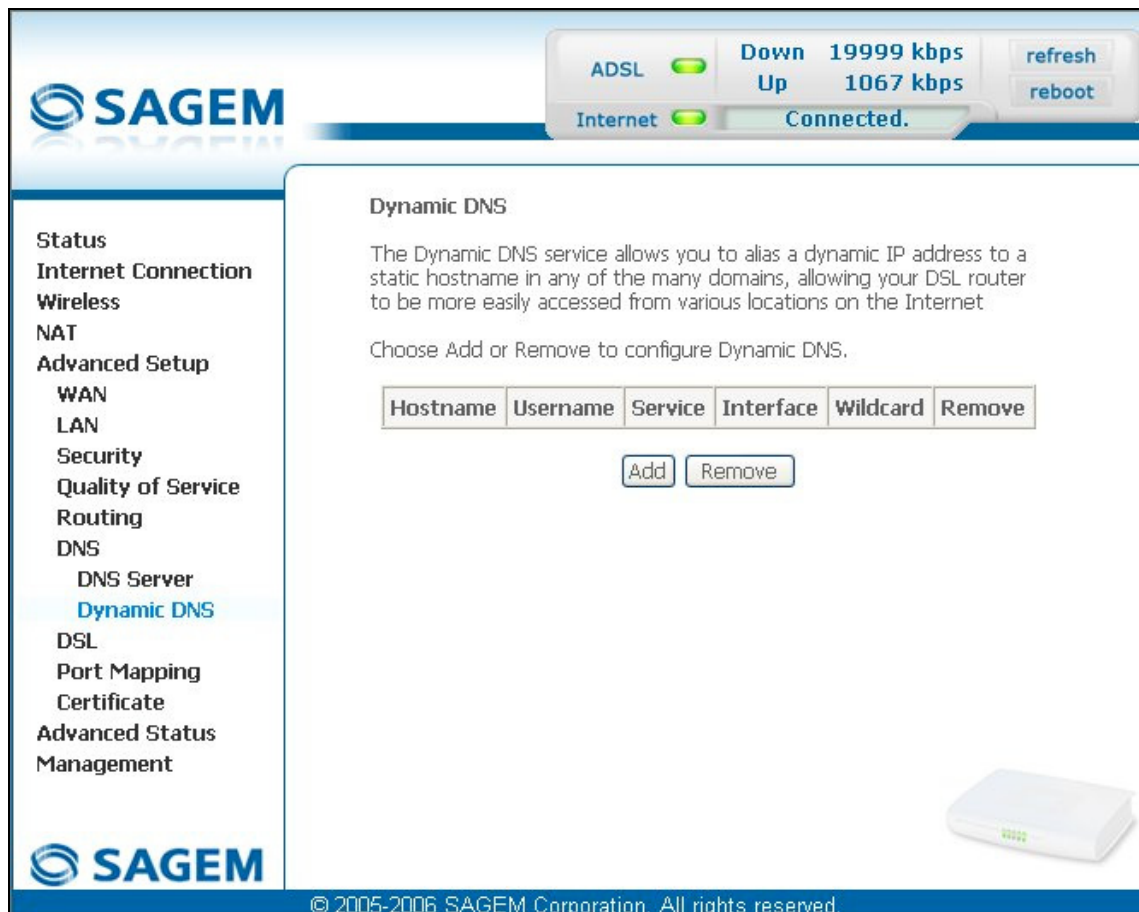 SAGEM
ADSL
Down 19999 kbps
Up 1067 kbps
refresh
reboot
Internet
Connected.
Status
Internet Connection
Wireless
NAT
Advanced Setup
WAN
LAN
Security
Quality of Service
Routing
DNS
DNS Server
Dynamic DNS
DSL
Port Mapping
Certificate
Advanced Status
Management
Dynamic DNS
The Dynamic DNS service allows you to alias a dynamic IP address to a
static hostname in any of the many domains, allowing your DSL router
to be more easily accessed from various locations on the Internet
Choose Add or Remove to configure Dynamic DNS.
Hostname Username Service Interface Wildcard Remove
Add Remove
SAGEM
© 2005-2006 SAGEM Corporation. All rights reserved.